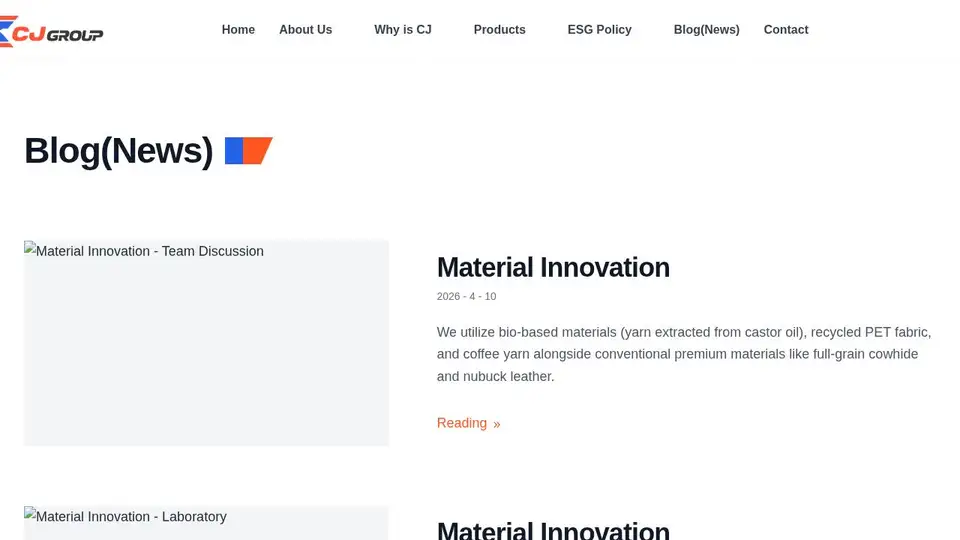 CJ GROUP
Home About Us Why is CJ Products ESG Policy Blog(News) Contact
Blog(News)
Material Innovation - Team Discussion
Material Innovation
2026 - 4 - 10
We utilize bio-based materials (yarn extracted from castor oil), recycled PET fabric,
and coffee yarn alongside conventional premium materials like full-grain cowhide
and nubuck leather.
Reading »
Material Innovation - Laboratory
Material Innovation